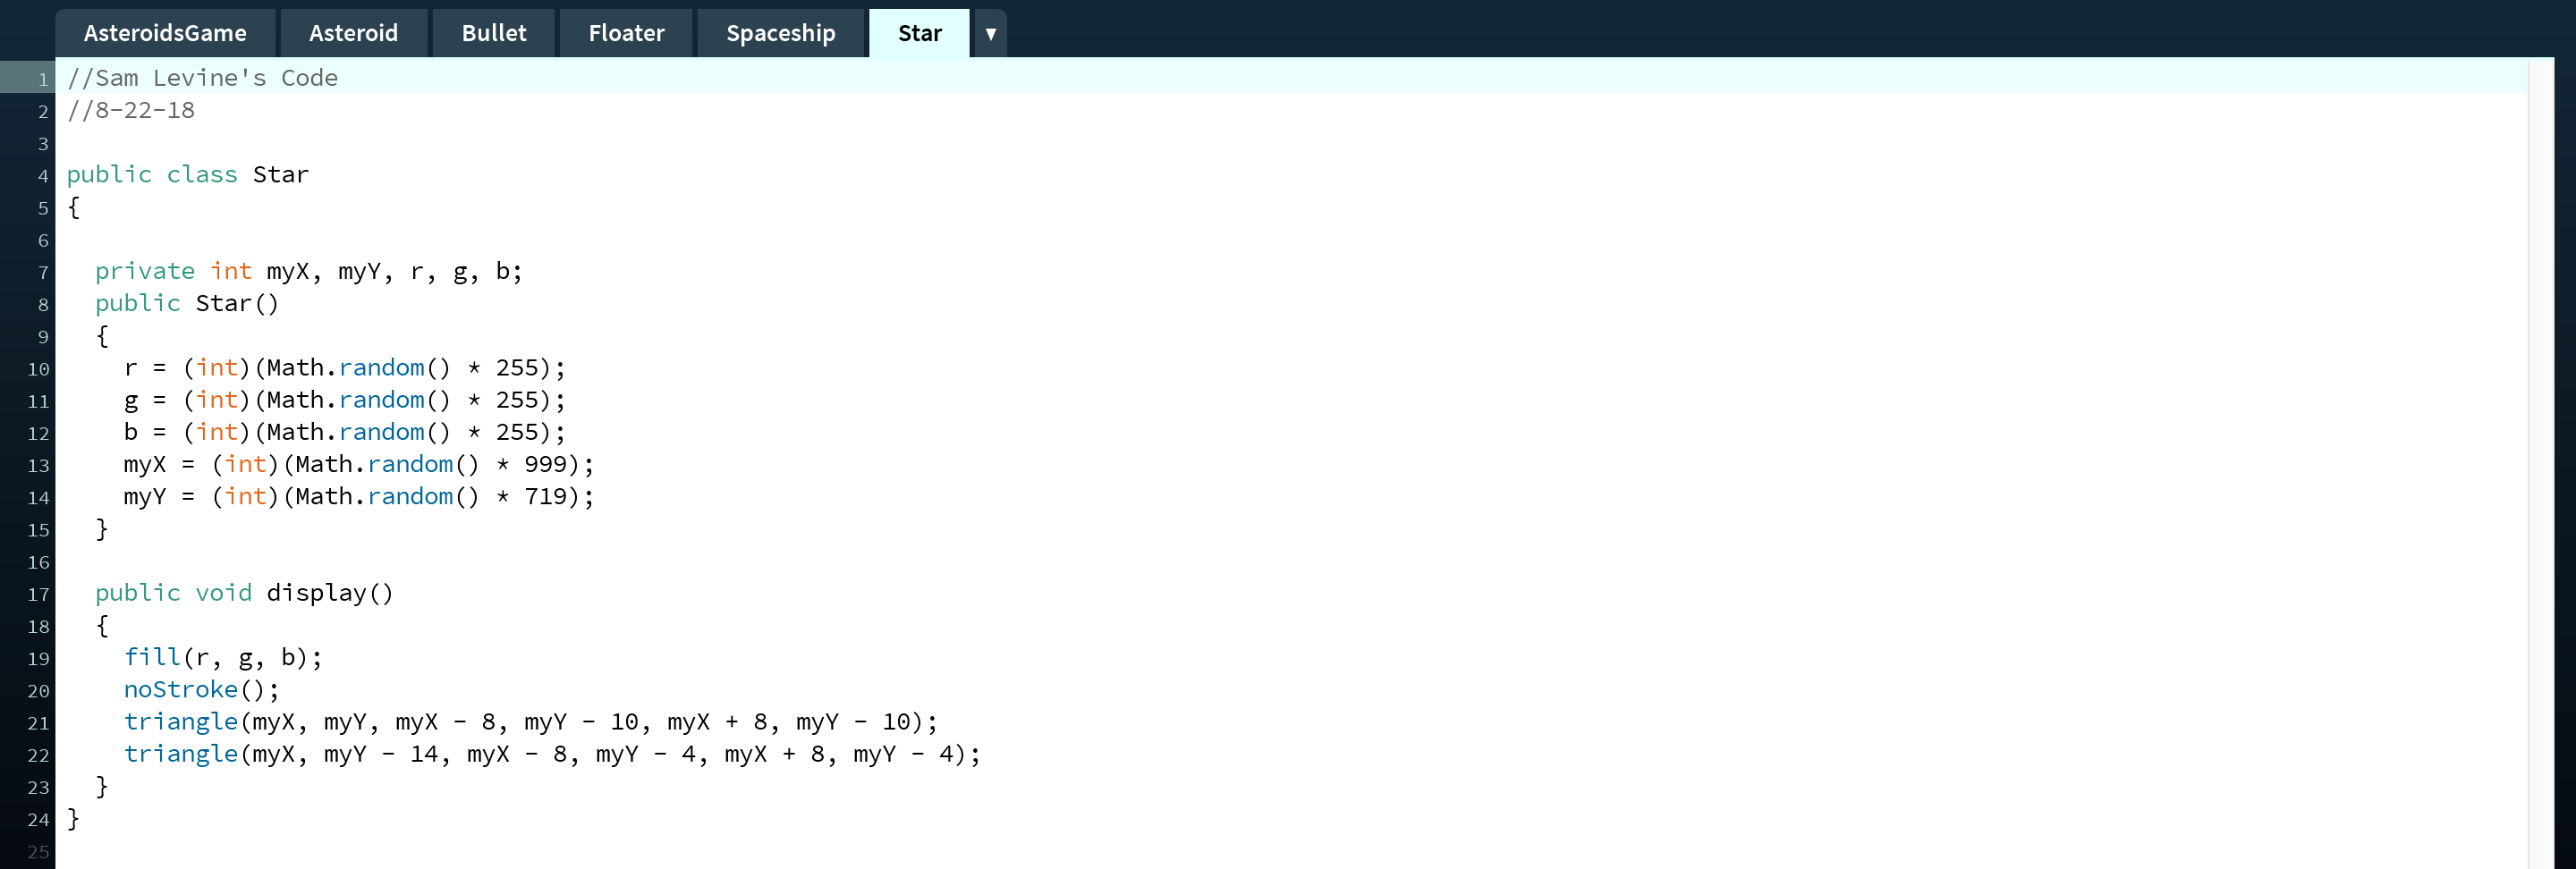 AsteroidsGame Asteroid Bullet Floater Spaceship Star ▼
1 //Sam Levine's Code
2 //8-22-18
3
4 public class Star
5 {
6
7   private int myX, myY, r, g, b;
8   public Star()
9   {
10     r = (int)(Math.random() * 255);
11     g = (int)(Math.random() * 255);
12     b = (int)(Math.random() * 255);
13     myX = (int)(Math.random() * 999);
14     myY = (int)(Math.random() * 719);
15   }
16
17   public void display()
18   {
19     fill(r, g, b);
20     noStroke();
21     triangle(myX, myY, myX - 8, myY - 10, myX + 8, myY - 10);
22     triangle(myX, myY - 14, myX - 8, myY - 4, myX + 8, myY - 4);
23   }
24 }
25